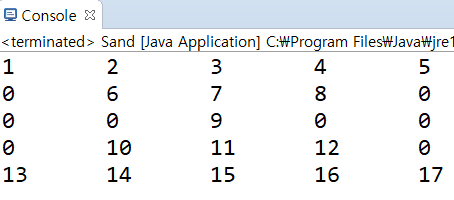 Console
<terminated> Sand [Java Application] C:₩Program Files₩Java₩jre1
1 2 3 4 5
0 6 7 8 0
0 0 9 0 0
0 10 11 12 0
13 14 15 16 17